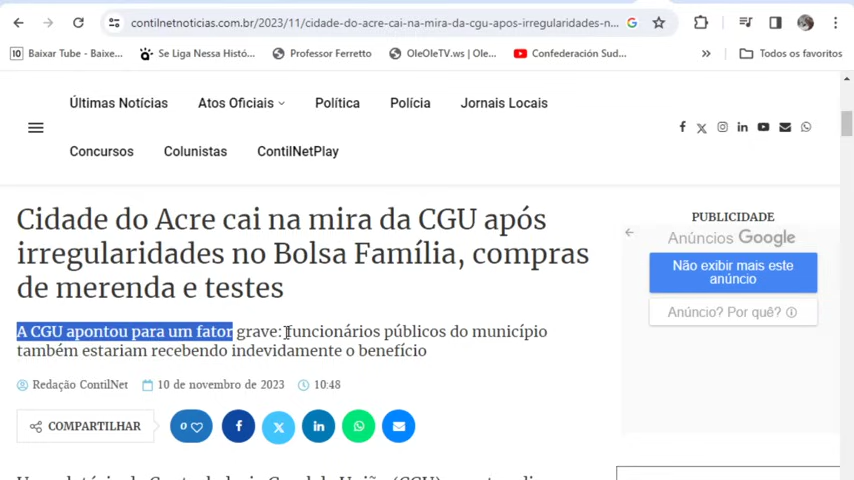 contilnetnoticias.com.br/2023/11/cidade-do-acre-cai-na-mira-da-cgu-apos-irregularidades-n...
10 Baixar Tube - Baixe... Se Liga Nessa Histó... Professor Ferretto OleOleTV.ws | Ole... Confederación Sud... » Todos os favoritos
Últimas Notícias Atos Oficiais Política Polícia Jornais Locais
Concursos Colunistas ContilNetPlay
Cidade do Acre cai na mira da CGU após
irregularidades no Bolsa Família, compras
de merenda e testes
A CGU apontou para um fator grave: funcionários públicos do município
também estariam recebendo indevidamente o benefício
Redação ContilNet 10 de novembro de 2023 10:48
COMPARTILHAR 0
PUBLICIDADE
Anúncios Google
Não exibir mais este
anúncio
Anúncio? Por quê?